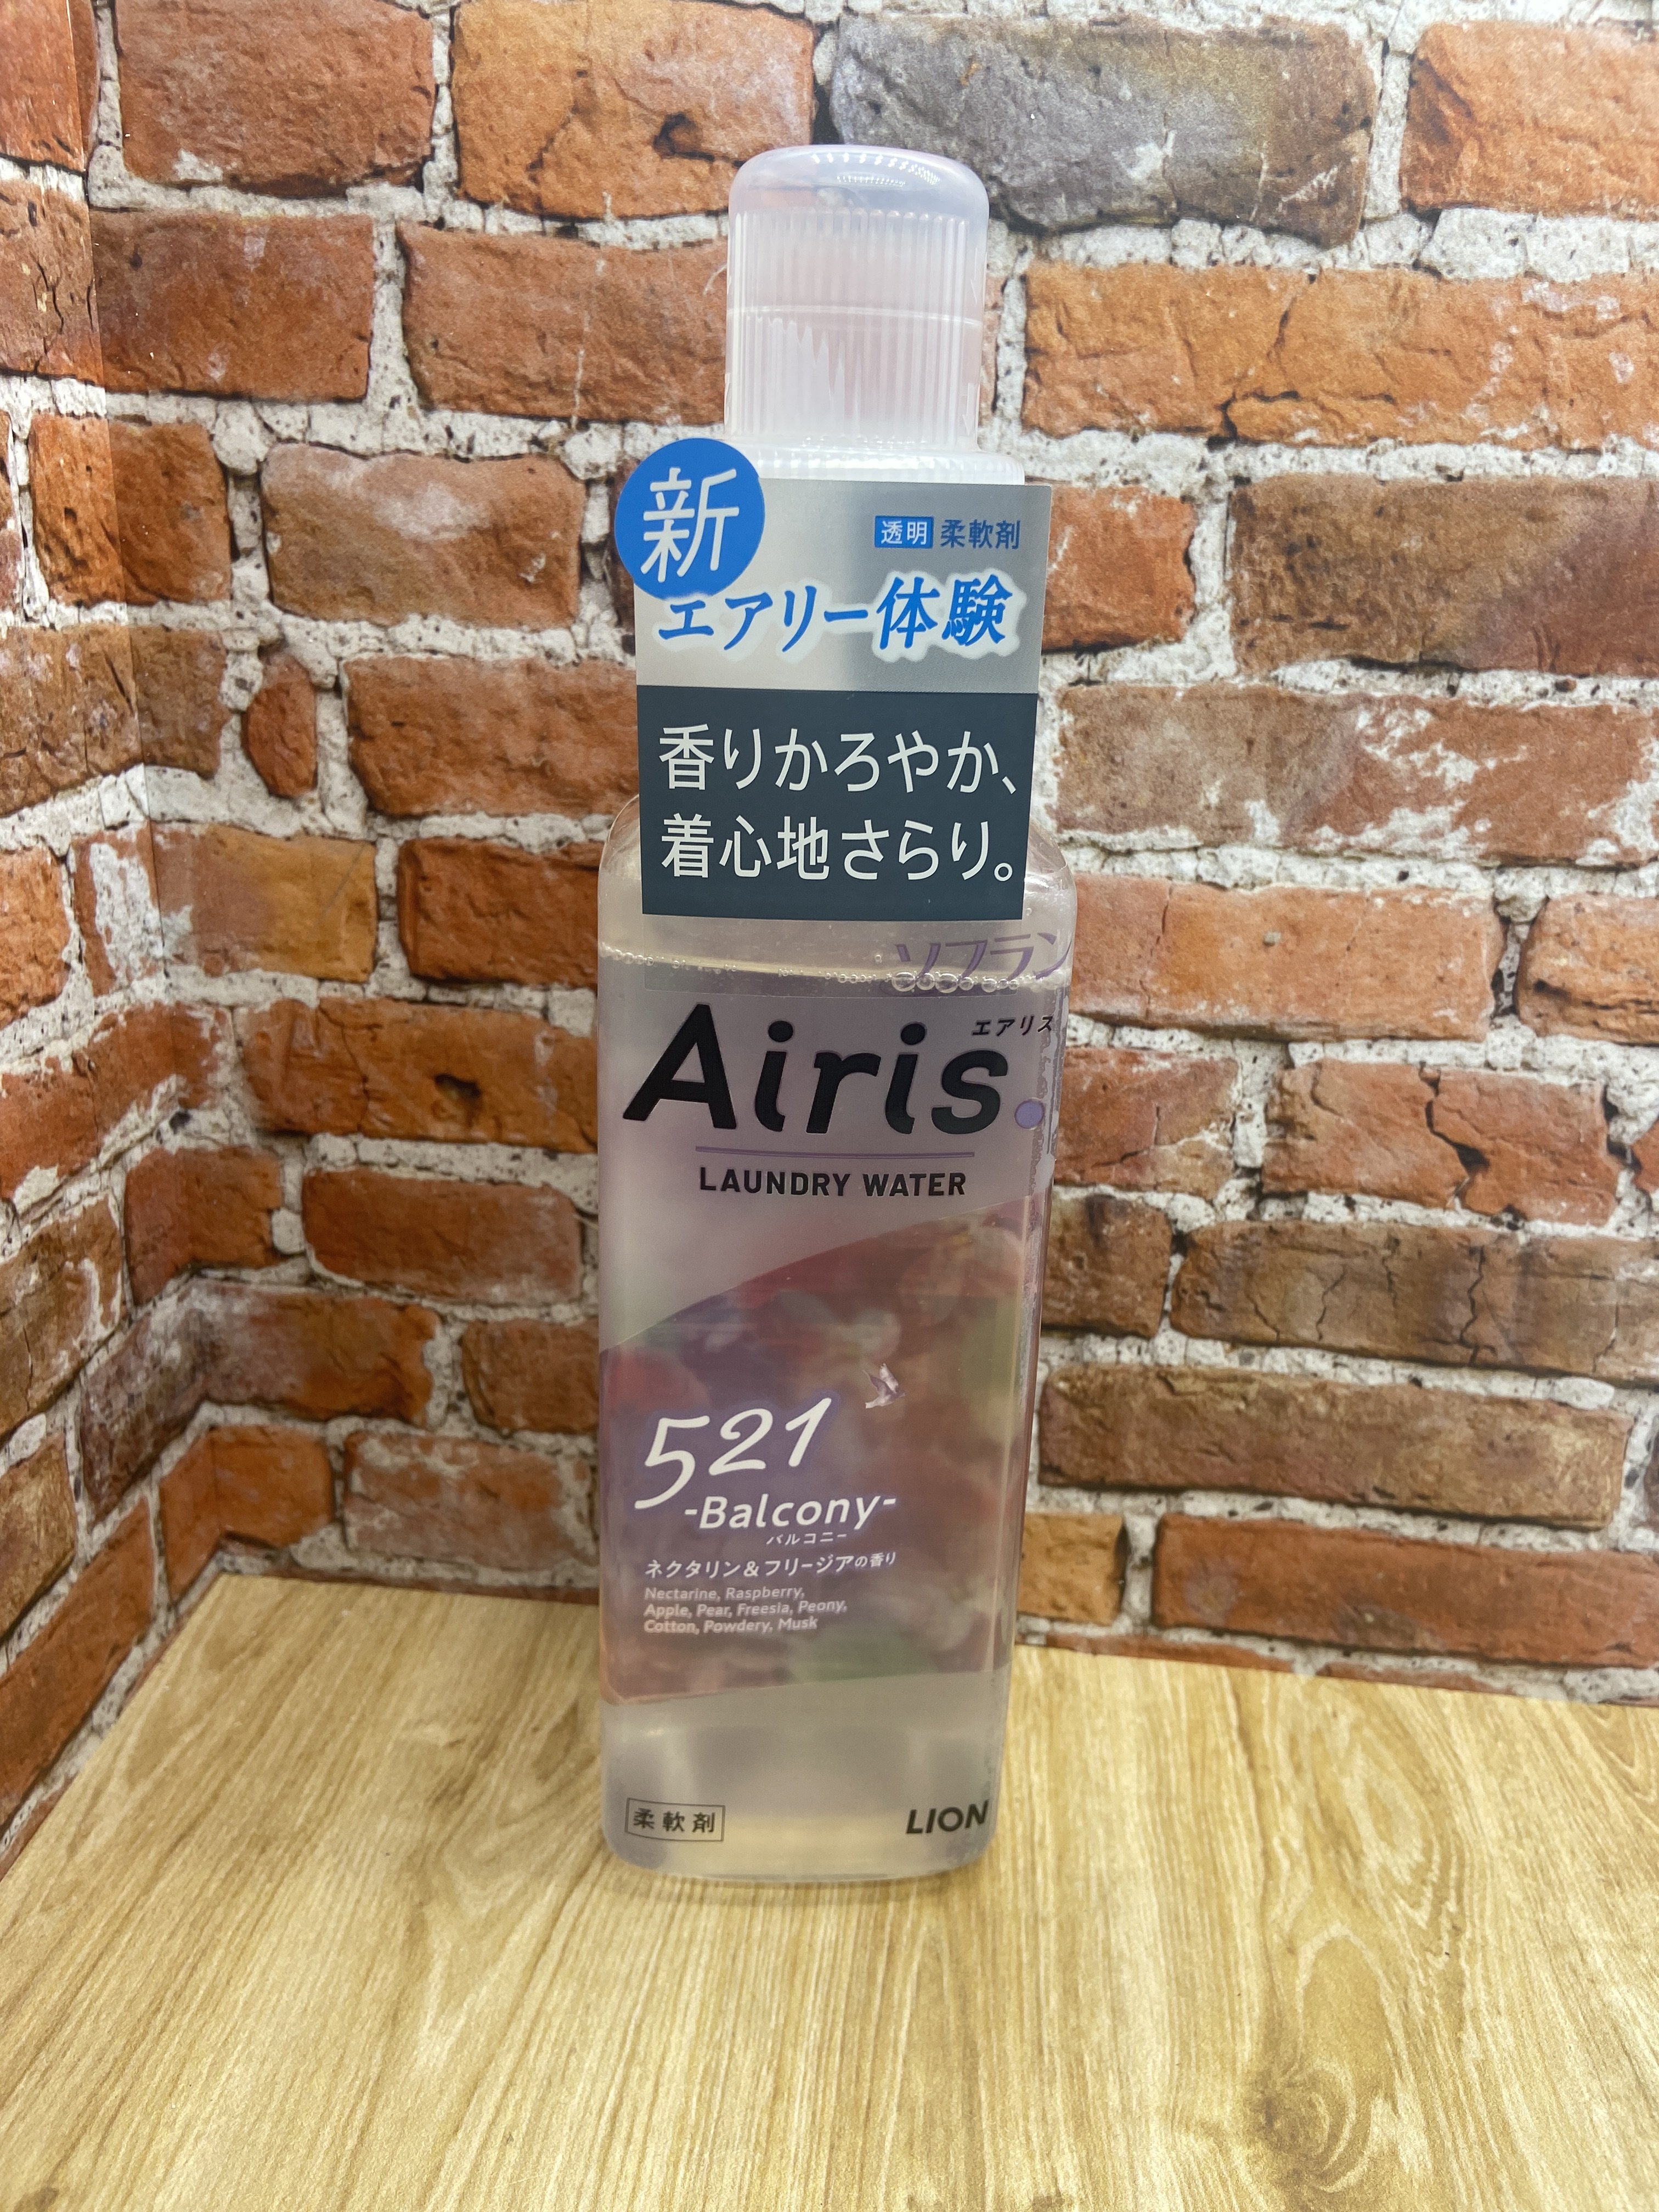 新
透明 柔軟剤
エアリー体験
香りかろやか、
着心地さらり。
ソフラン
エアリス
Airis.
LAUNDRY WATER
521
-Balcony-
バルコニー
ネクタリン&フリージアの香り
Nectarine, Raspberry,
Apple, Pear, Freesia, Peony,
Cotton, Powdery, Musk
柔軟剤
LION